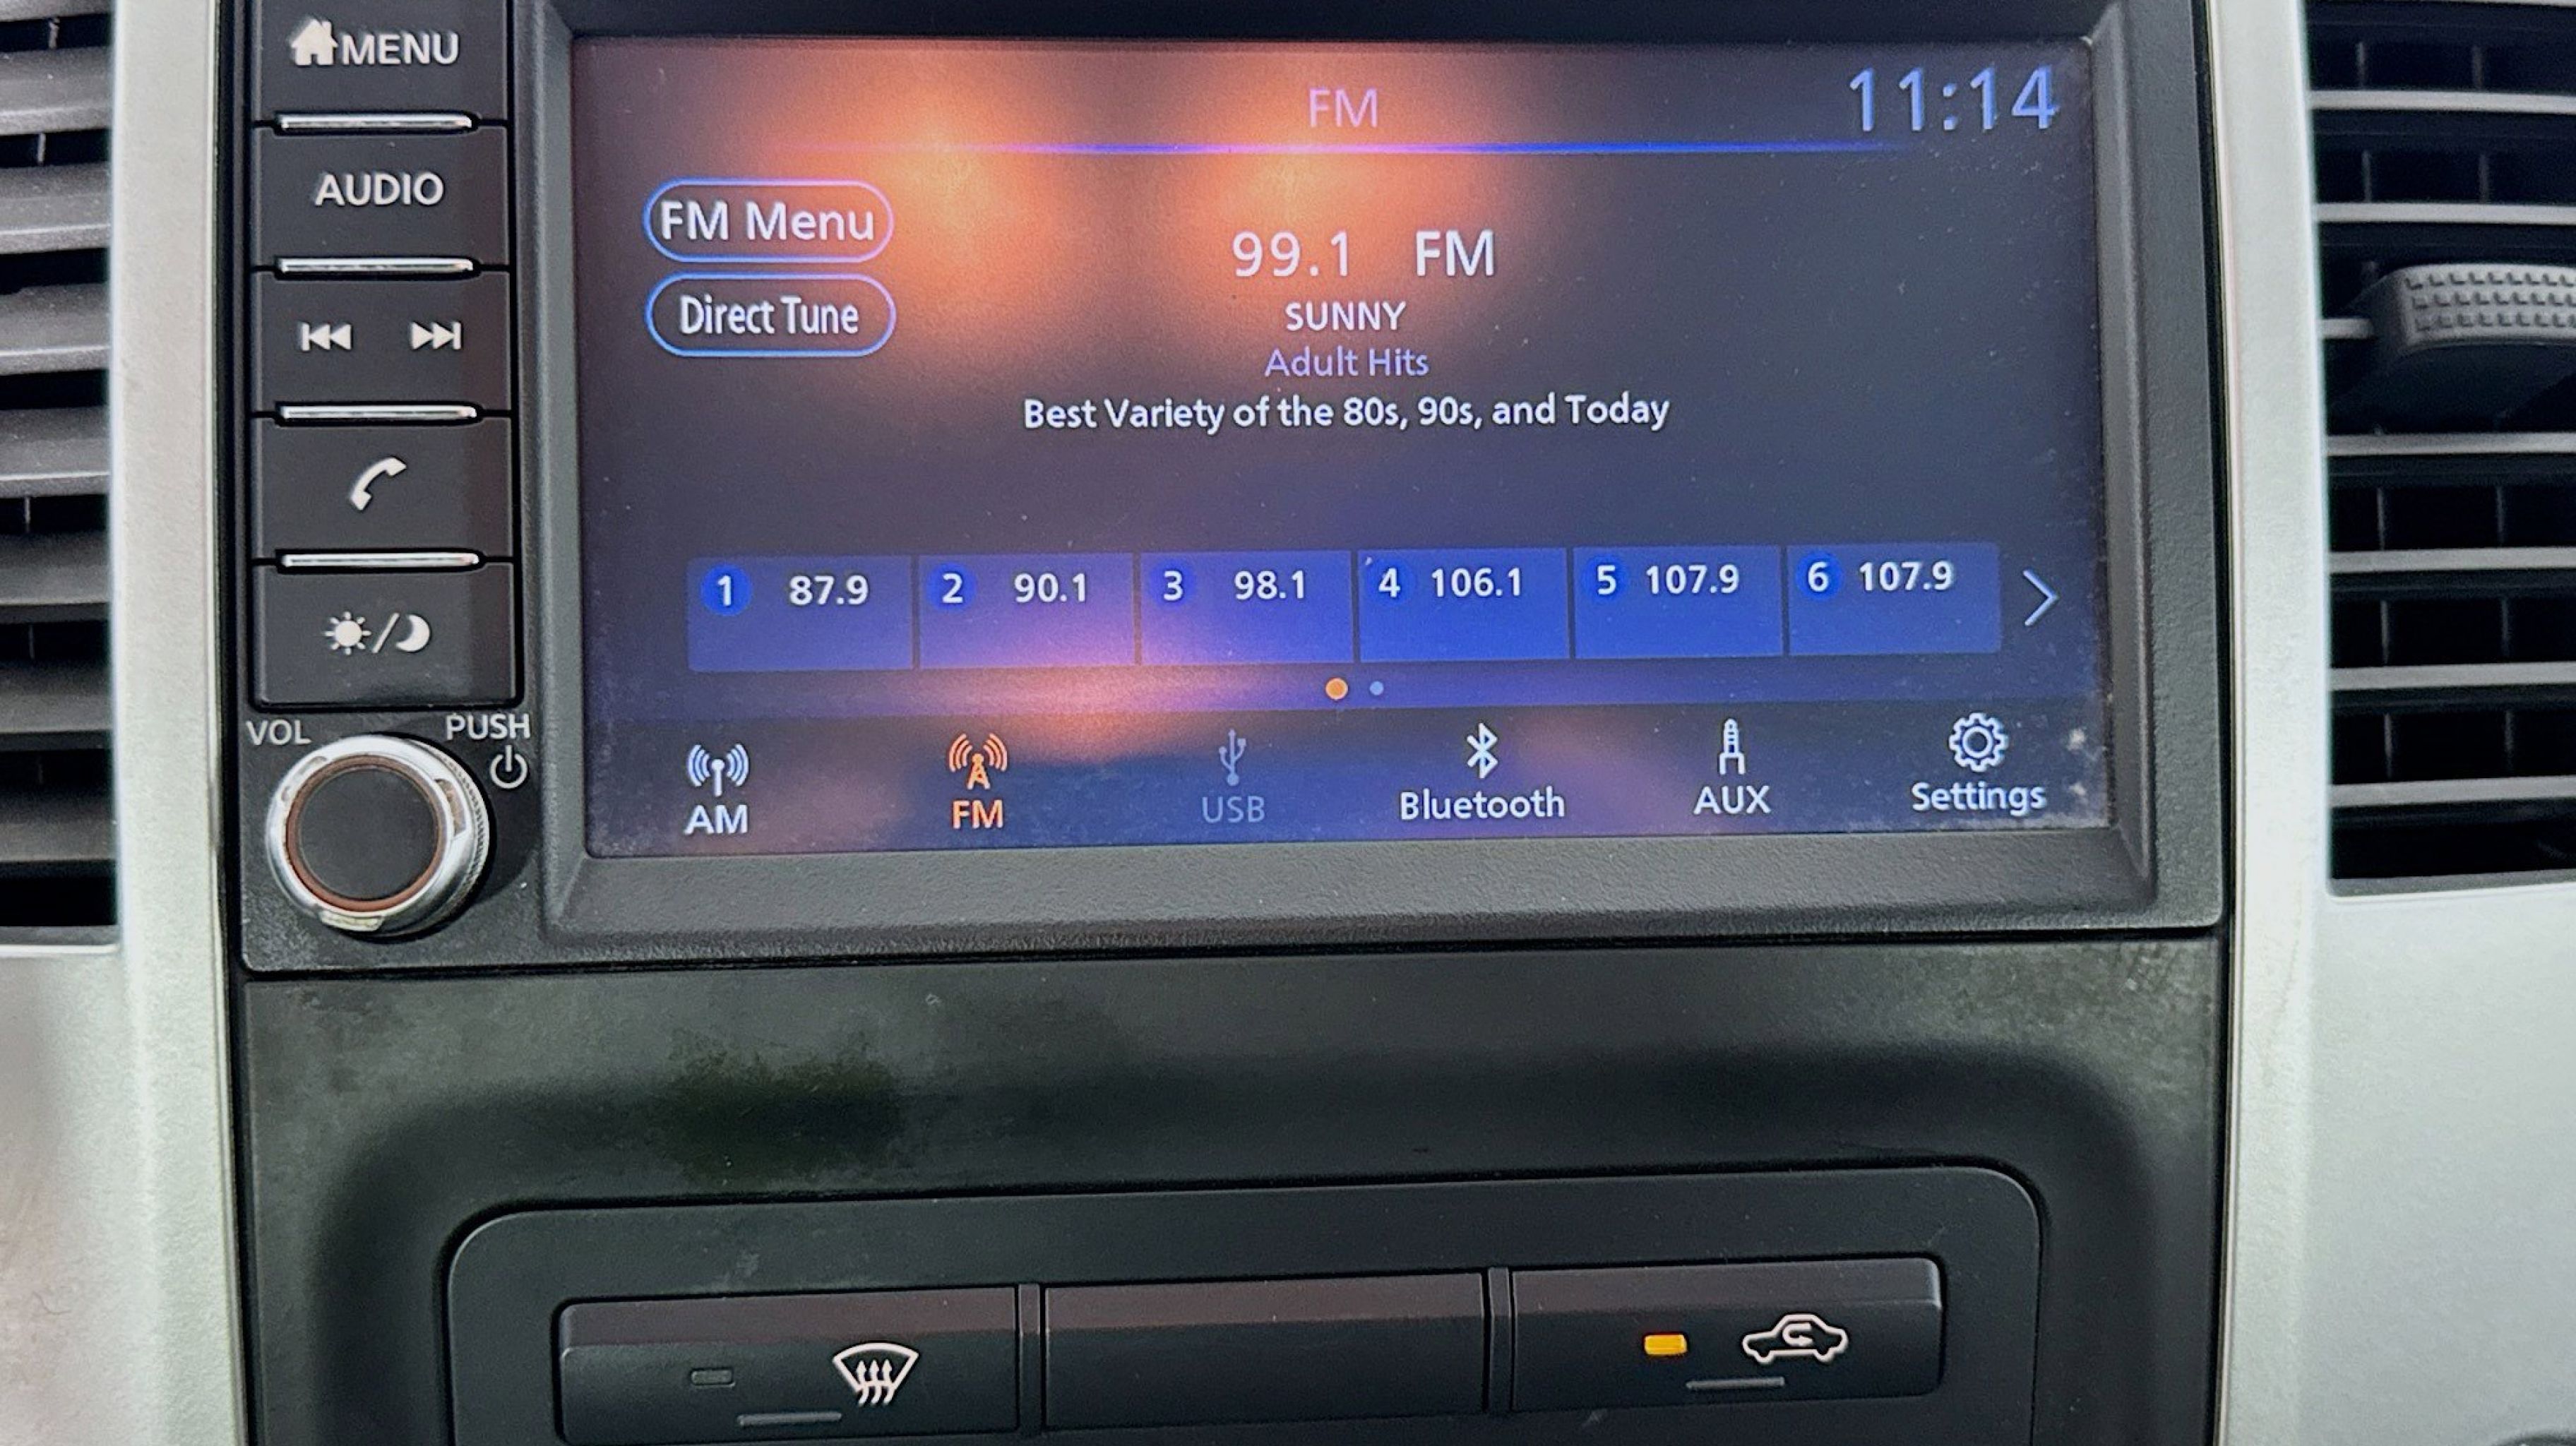 MENU
AUDIO
VOL
PUSH
FM
11:14
FM Menu
Direct Tune
99.1 FM
SUNNY
Adult Hits
Best Variety of the 80s, 90s, and Today
1 87.9
2 90.1
3 98.1
4 106.1
5 107.9
6 107.9
AM
FM
USB
Bluetooth
AUX
Settings